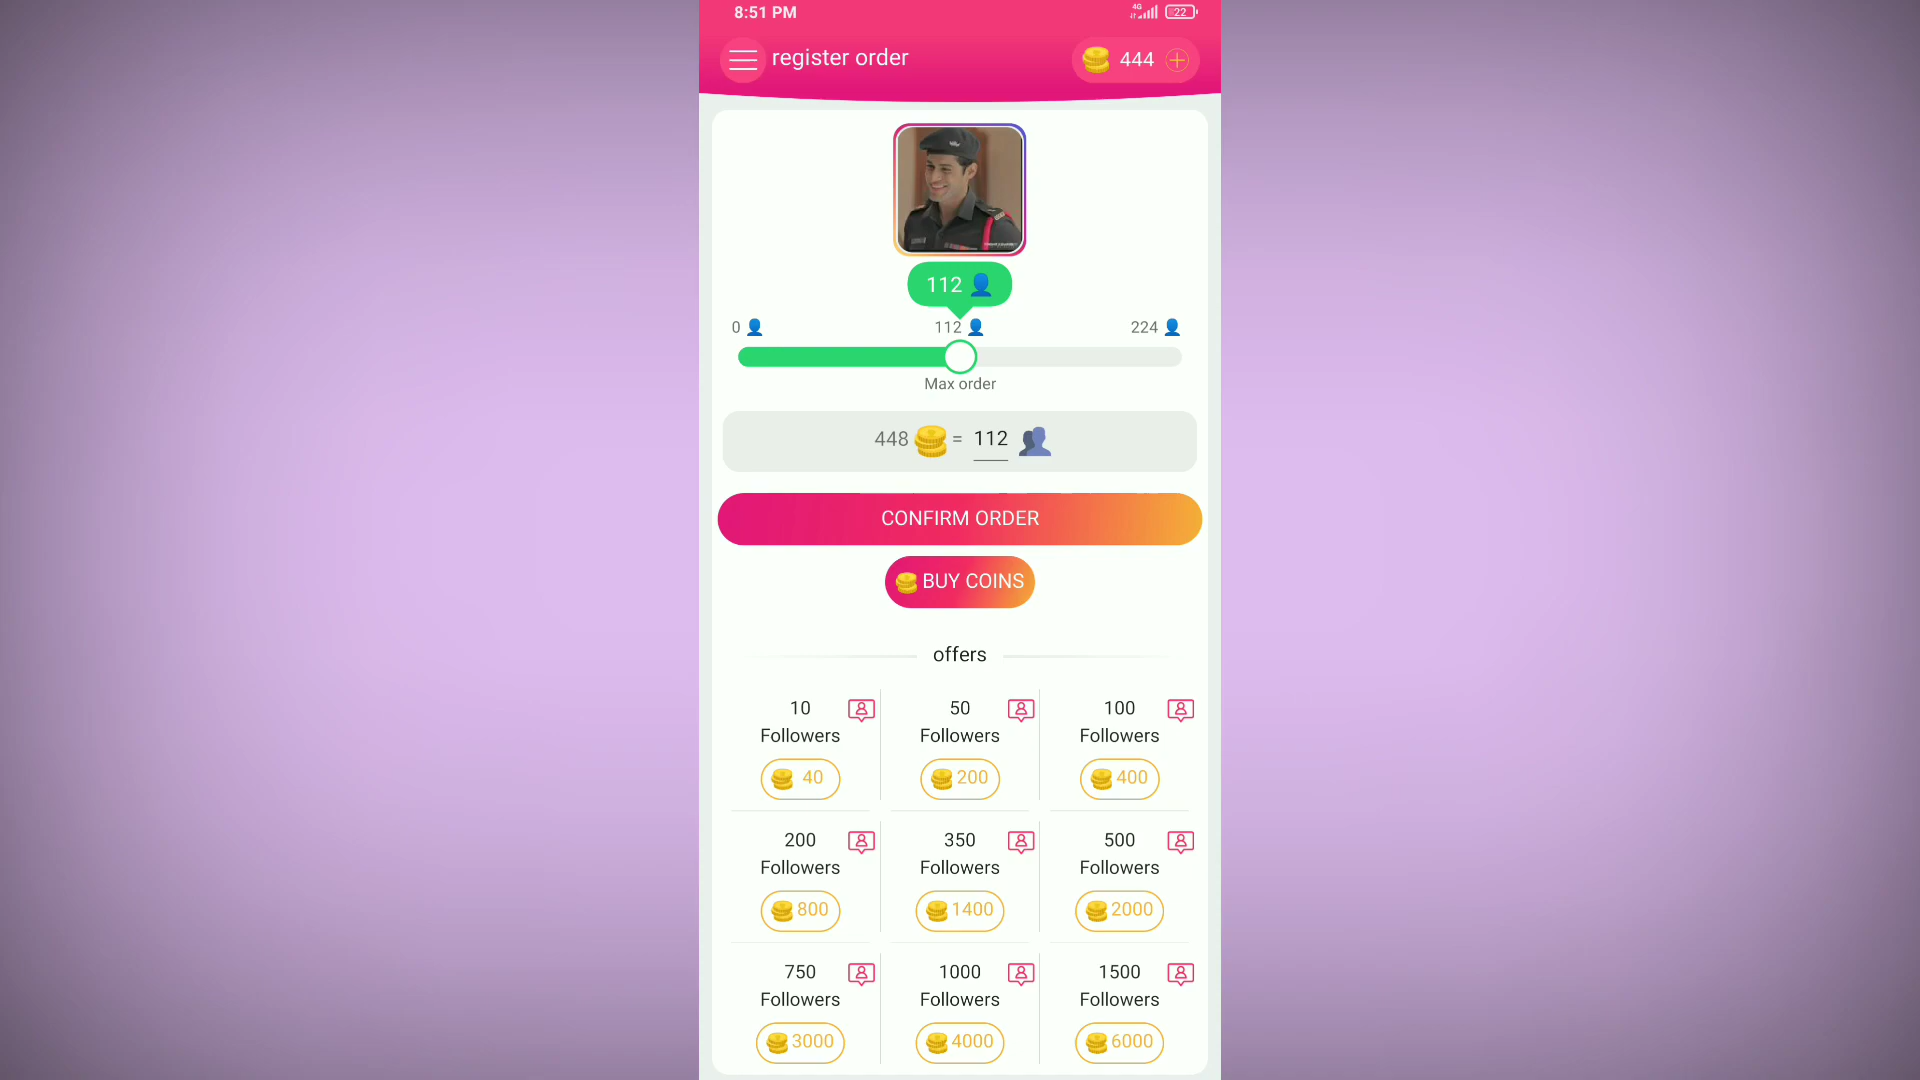 8:51 PM 4G 22
register order 444
112
0 112 224
Max order
448 = 112
CONFIRM ORDER
BUY COINS
offers
10 50 100
Followers Followers Followers
40 200 400
200 350 500
Followers Followers Followers
800 1400 2000
750 1000 1500
Followers Followers Followers
3000 4000 6000